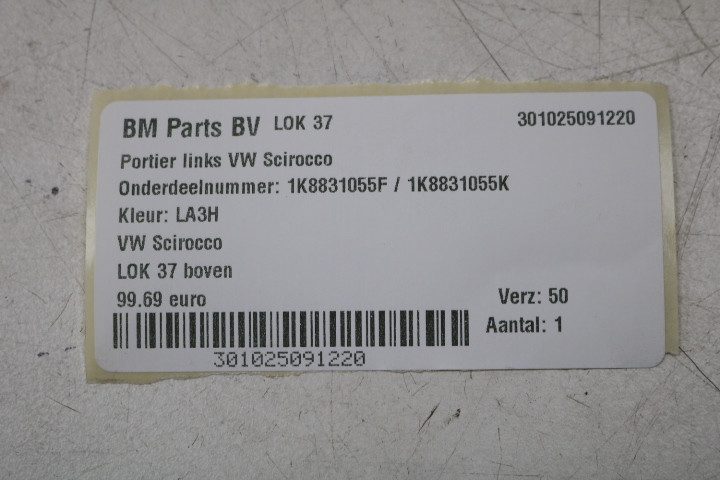 BM Parts BV LOK 37 301025091220
Portier links VW Scirocco
Onderdeelnummer: 1K8831055F / 1K8831055K
Kleur: LA3H
VW Scirocco
LOK 37 boven
99.69 euro Verz: 50
Aantal: 1
301025091220